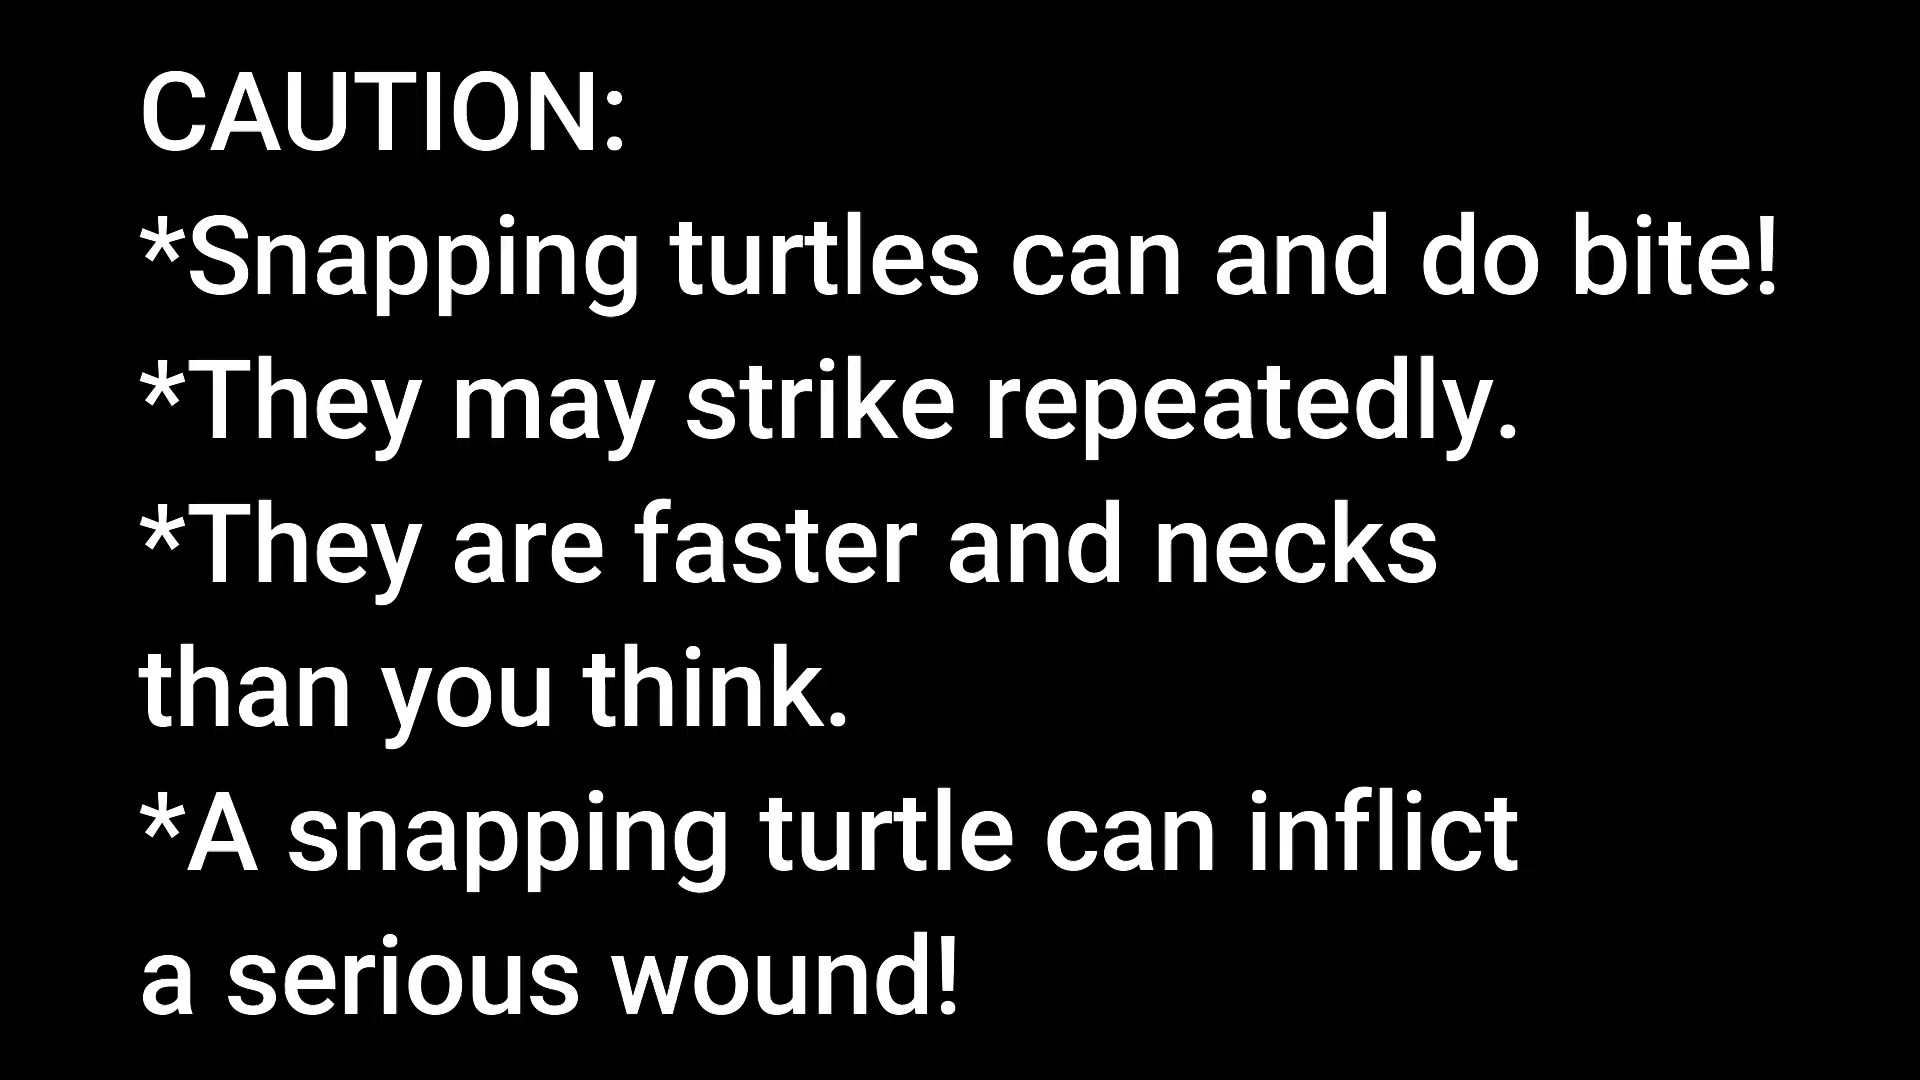 CAUTION:
*Snapping turtles can and do bite!
*They may strike repeatedly.
*They are faster and necks
than you think.
*A snapping turtle can inflict
a serious wound!